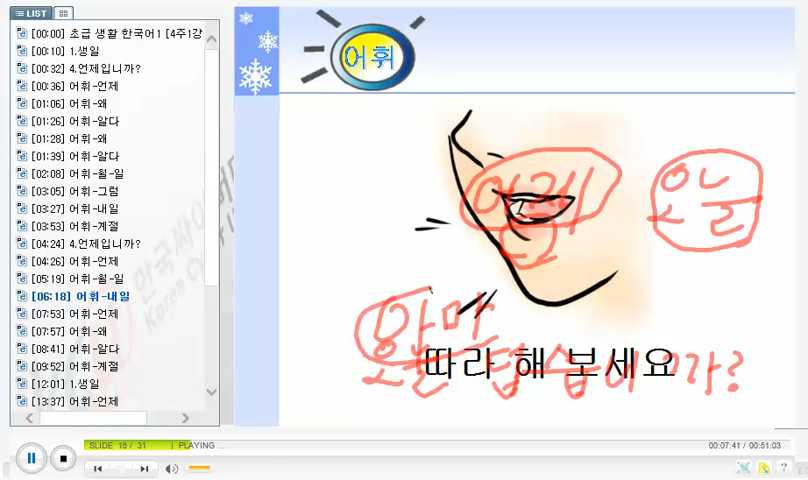 LIST
[00:00] 초급 생활 한국어1 [4주1강
[00:10] 1.생일
[00:32] 4.언제입니까?
[00:36] 어휘-언제
[01:06] 어휘-왜
[01:26] 어휘-알다
[01:28] 어휘-왜
[01:39] 어휘-알다
[02:08] 어휘-월-일
[03:05] 어휘-그럼
[03:27] 어휘-내일
[03:53] 어휘-계절
[04:24] 4.언제입니까?
[04:26] 어휘-언제
[05:19] 어휘-월-일
[06:18] 어휘-내일
[07:53] 어휘-언제
[07:57] 어휘-왜
[08:41] 어휘-알다
[09:52] 어휘-계절
[12:01] 1.생일
[13:37] 어휘-언제
어휘
어제
오늘
따라 해 보세요
SLIDE 16 / 31 PLAYING ...
00:07:41 / 00:51:03